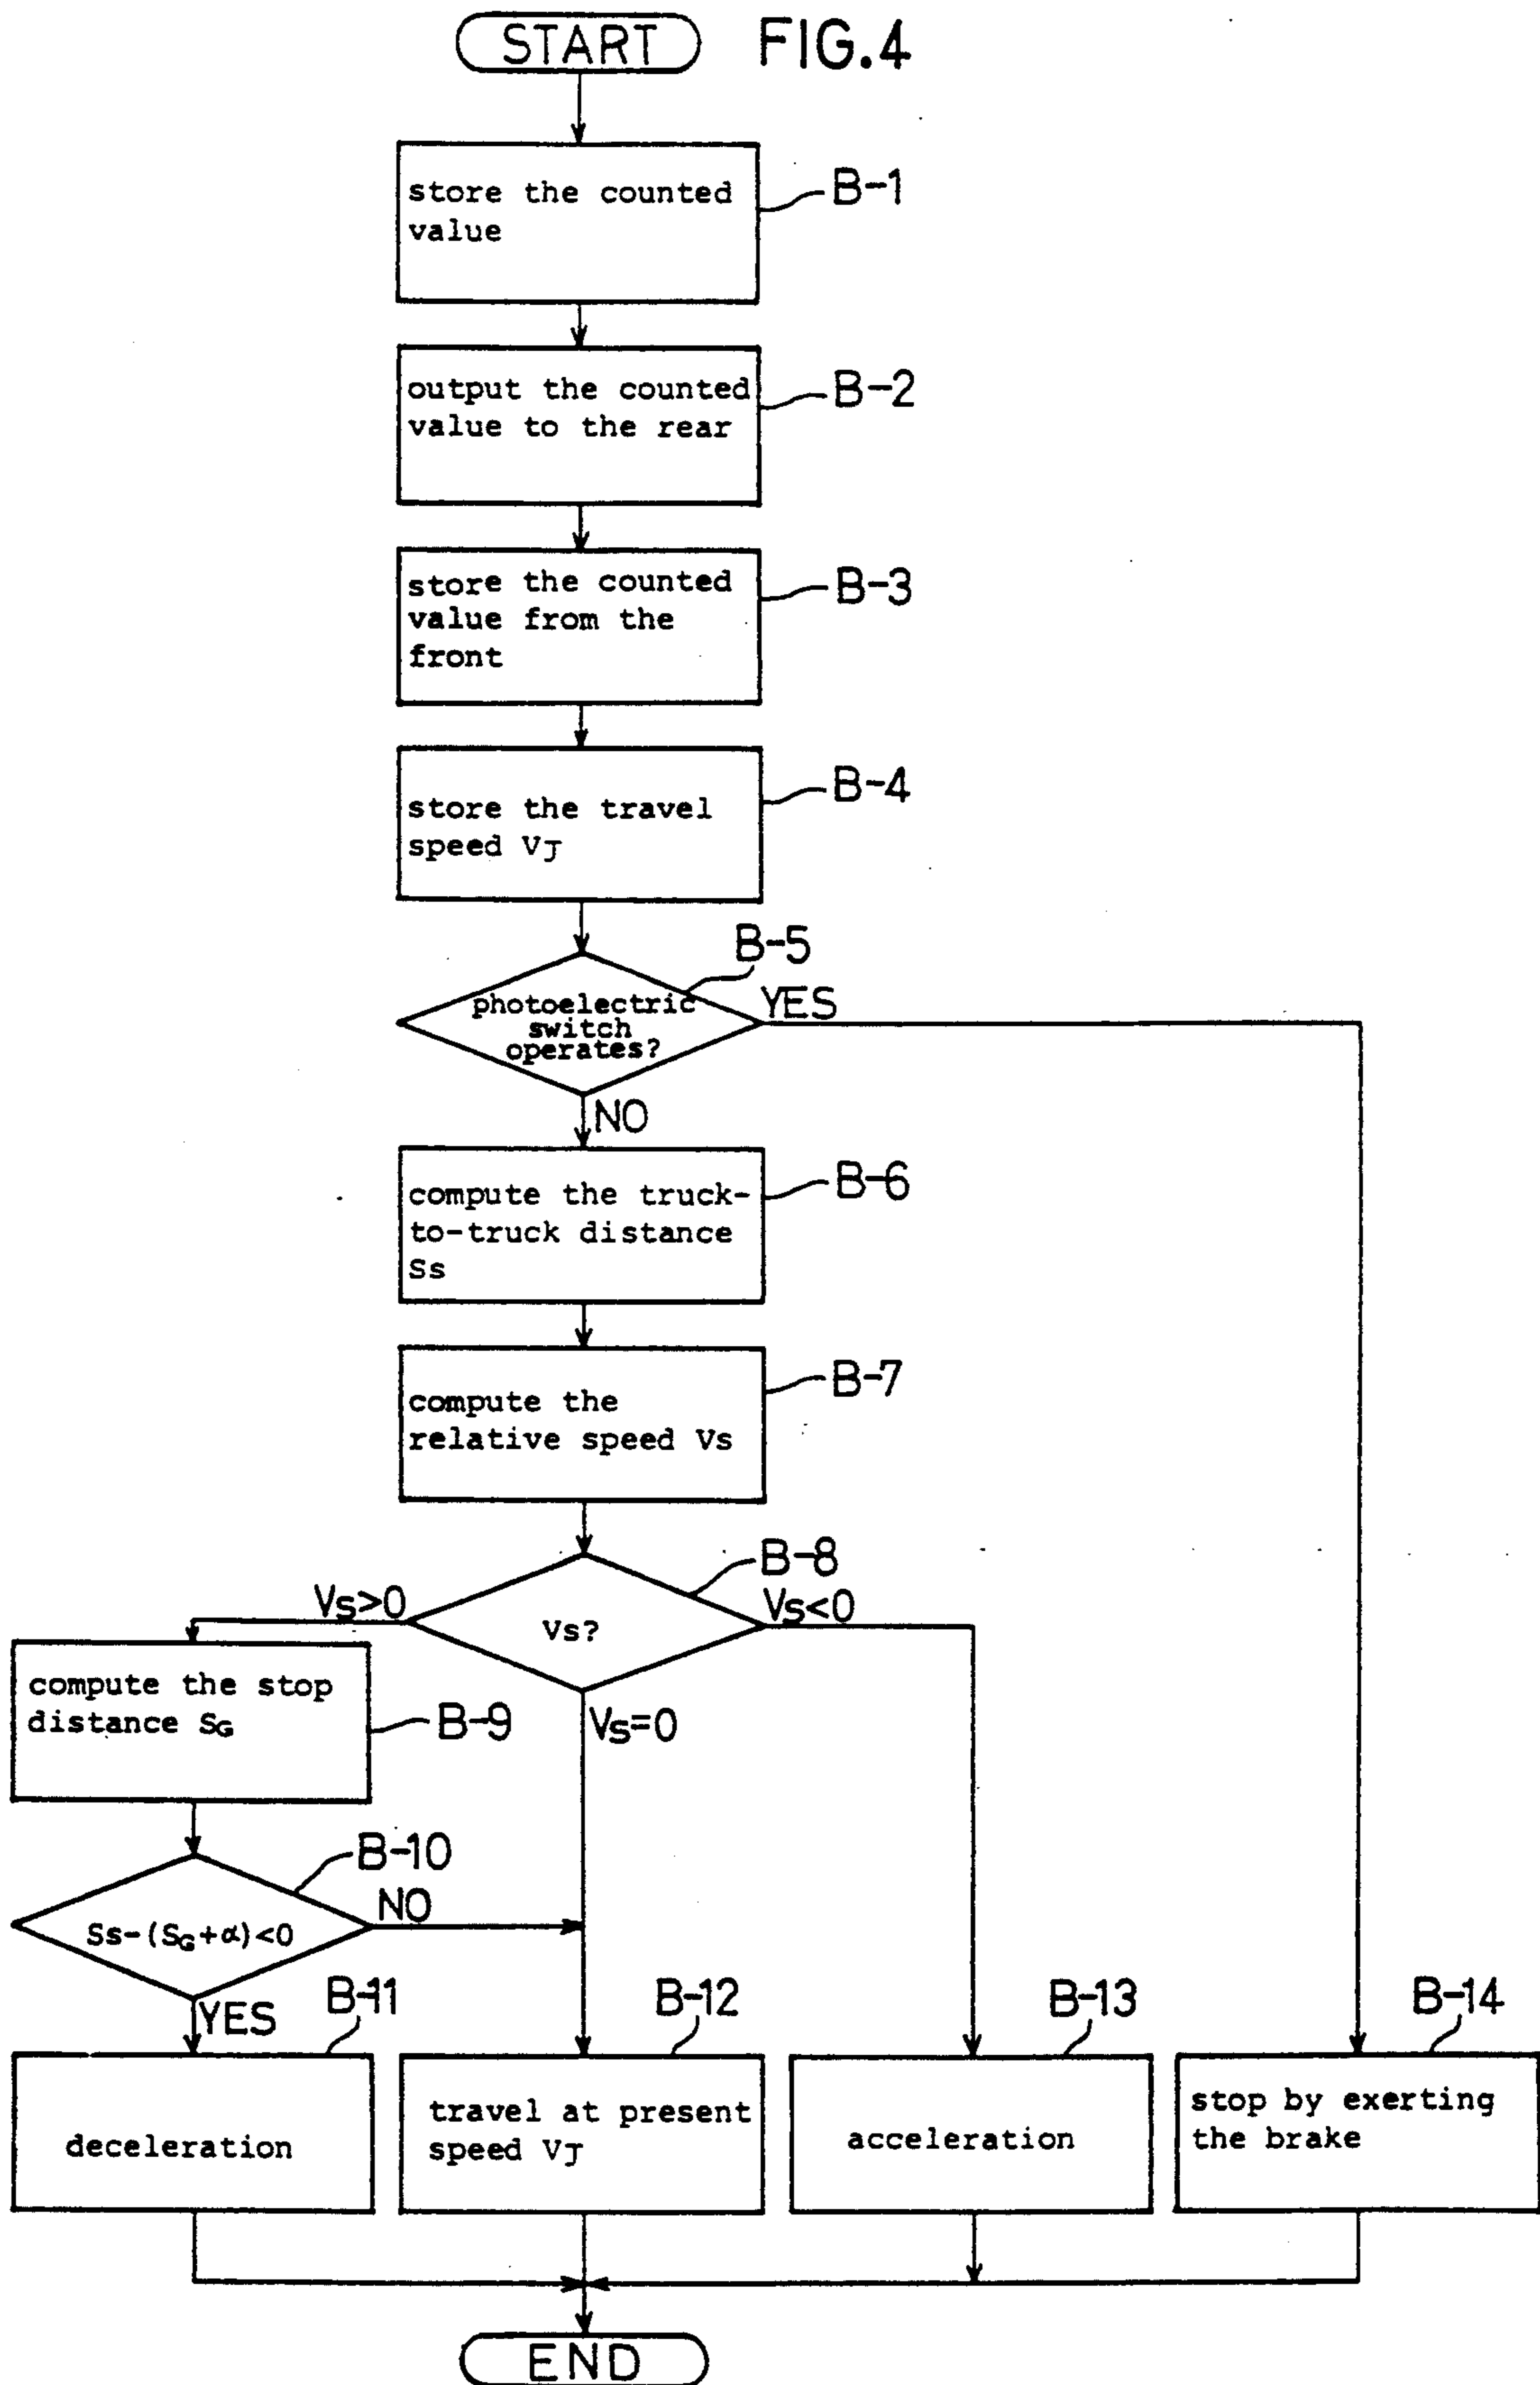 START
FIG.4
store the counted
value
B-1
output the counted
value to the rear
B-2
store the counted
value from the
front
B-3
store the travel
speed VJ
B-4
B-5
photoelectric
switch
operates?
YES
NO
compute the truck-
to-truck distance
Ss
B-6
compute the
relative speed Vs
B-7
B-8
Vs>0
Vs?
Vs<0
Vs=0
compute the stop
distance SG
B-9
B-10
Ss-(SG+α)<0
NO
YES
B-11
B-12
B-13
B-14
deceleration
travel at present
speed VJ
acceleration
stop by exerting
the brake
END